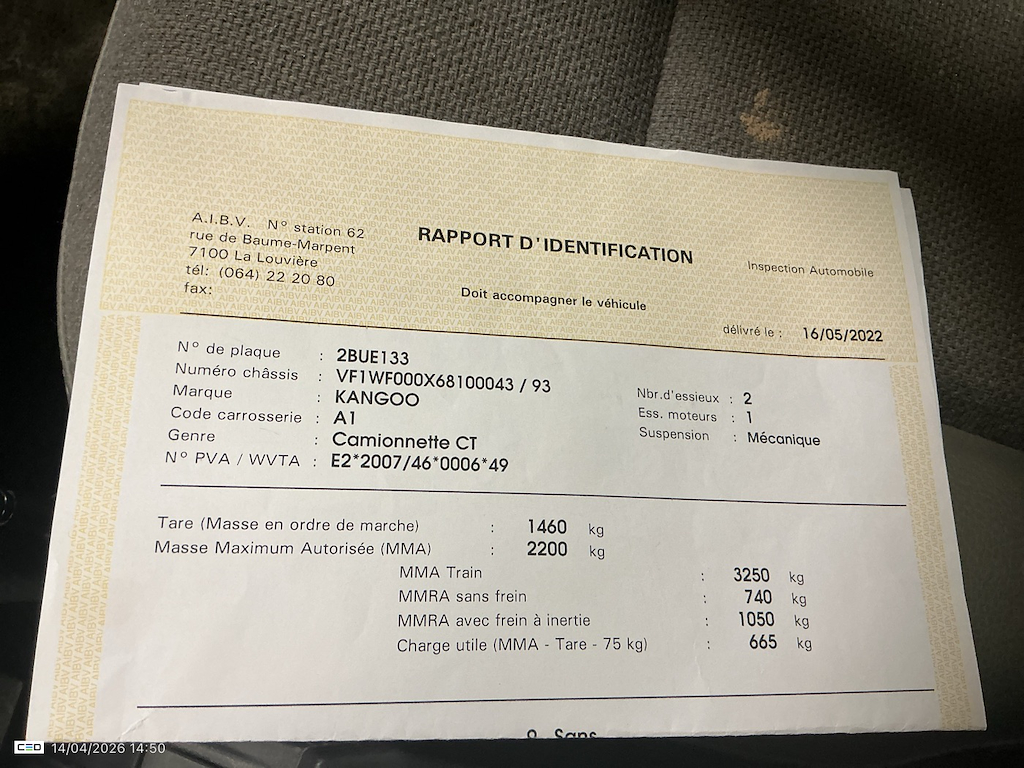 A.I.B.V. N° station 62
rue de Baume-Marpent
7100 La Louvière
tél: (064) 22 20 80
fax:
RAPPORT D'IDENTIFICATION
Inspection Automobile
Doit accompagner le véhicule
délivré le : 16/05/2022
N° de plaque : 2BUE133
Numéro châssis : VF1WF000X68100043 / 93
Marque : KANGOO
Code carrosserie : A1
Genre : Camionnette CT
N° PVA / WVTA : E2*2007/46*0006*49
Nbr.d'essieux : 2
Ess. moteurs : 1
Suspension : Mécanique
Tare (Masse en ordre de marche) : 1460 kg
Masse Maximum Autorisée (MMA) : 2200 kg
MMA Train : 3250 kg
MMRA sans frein : 740 kg
MMRA avec frein à inertie : 1050 kg
Charge utile (MMA - Tare - 75 kg) : 665 kg
Sans
CEO 14/04/2026 14:50